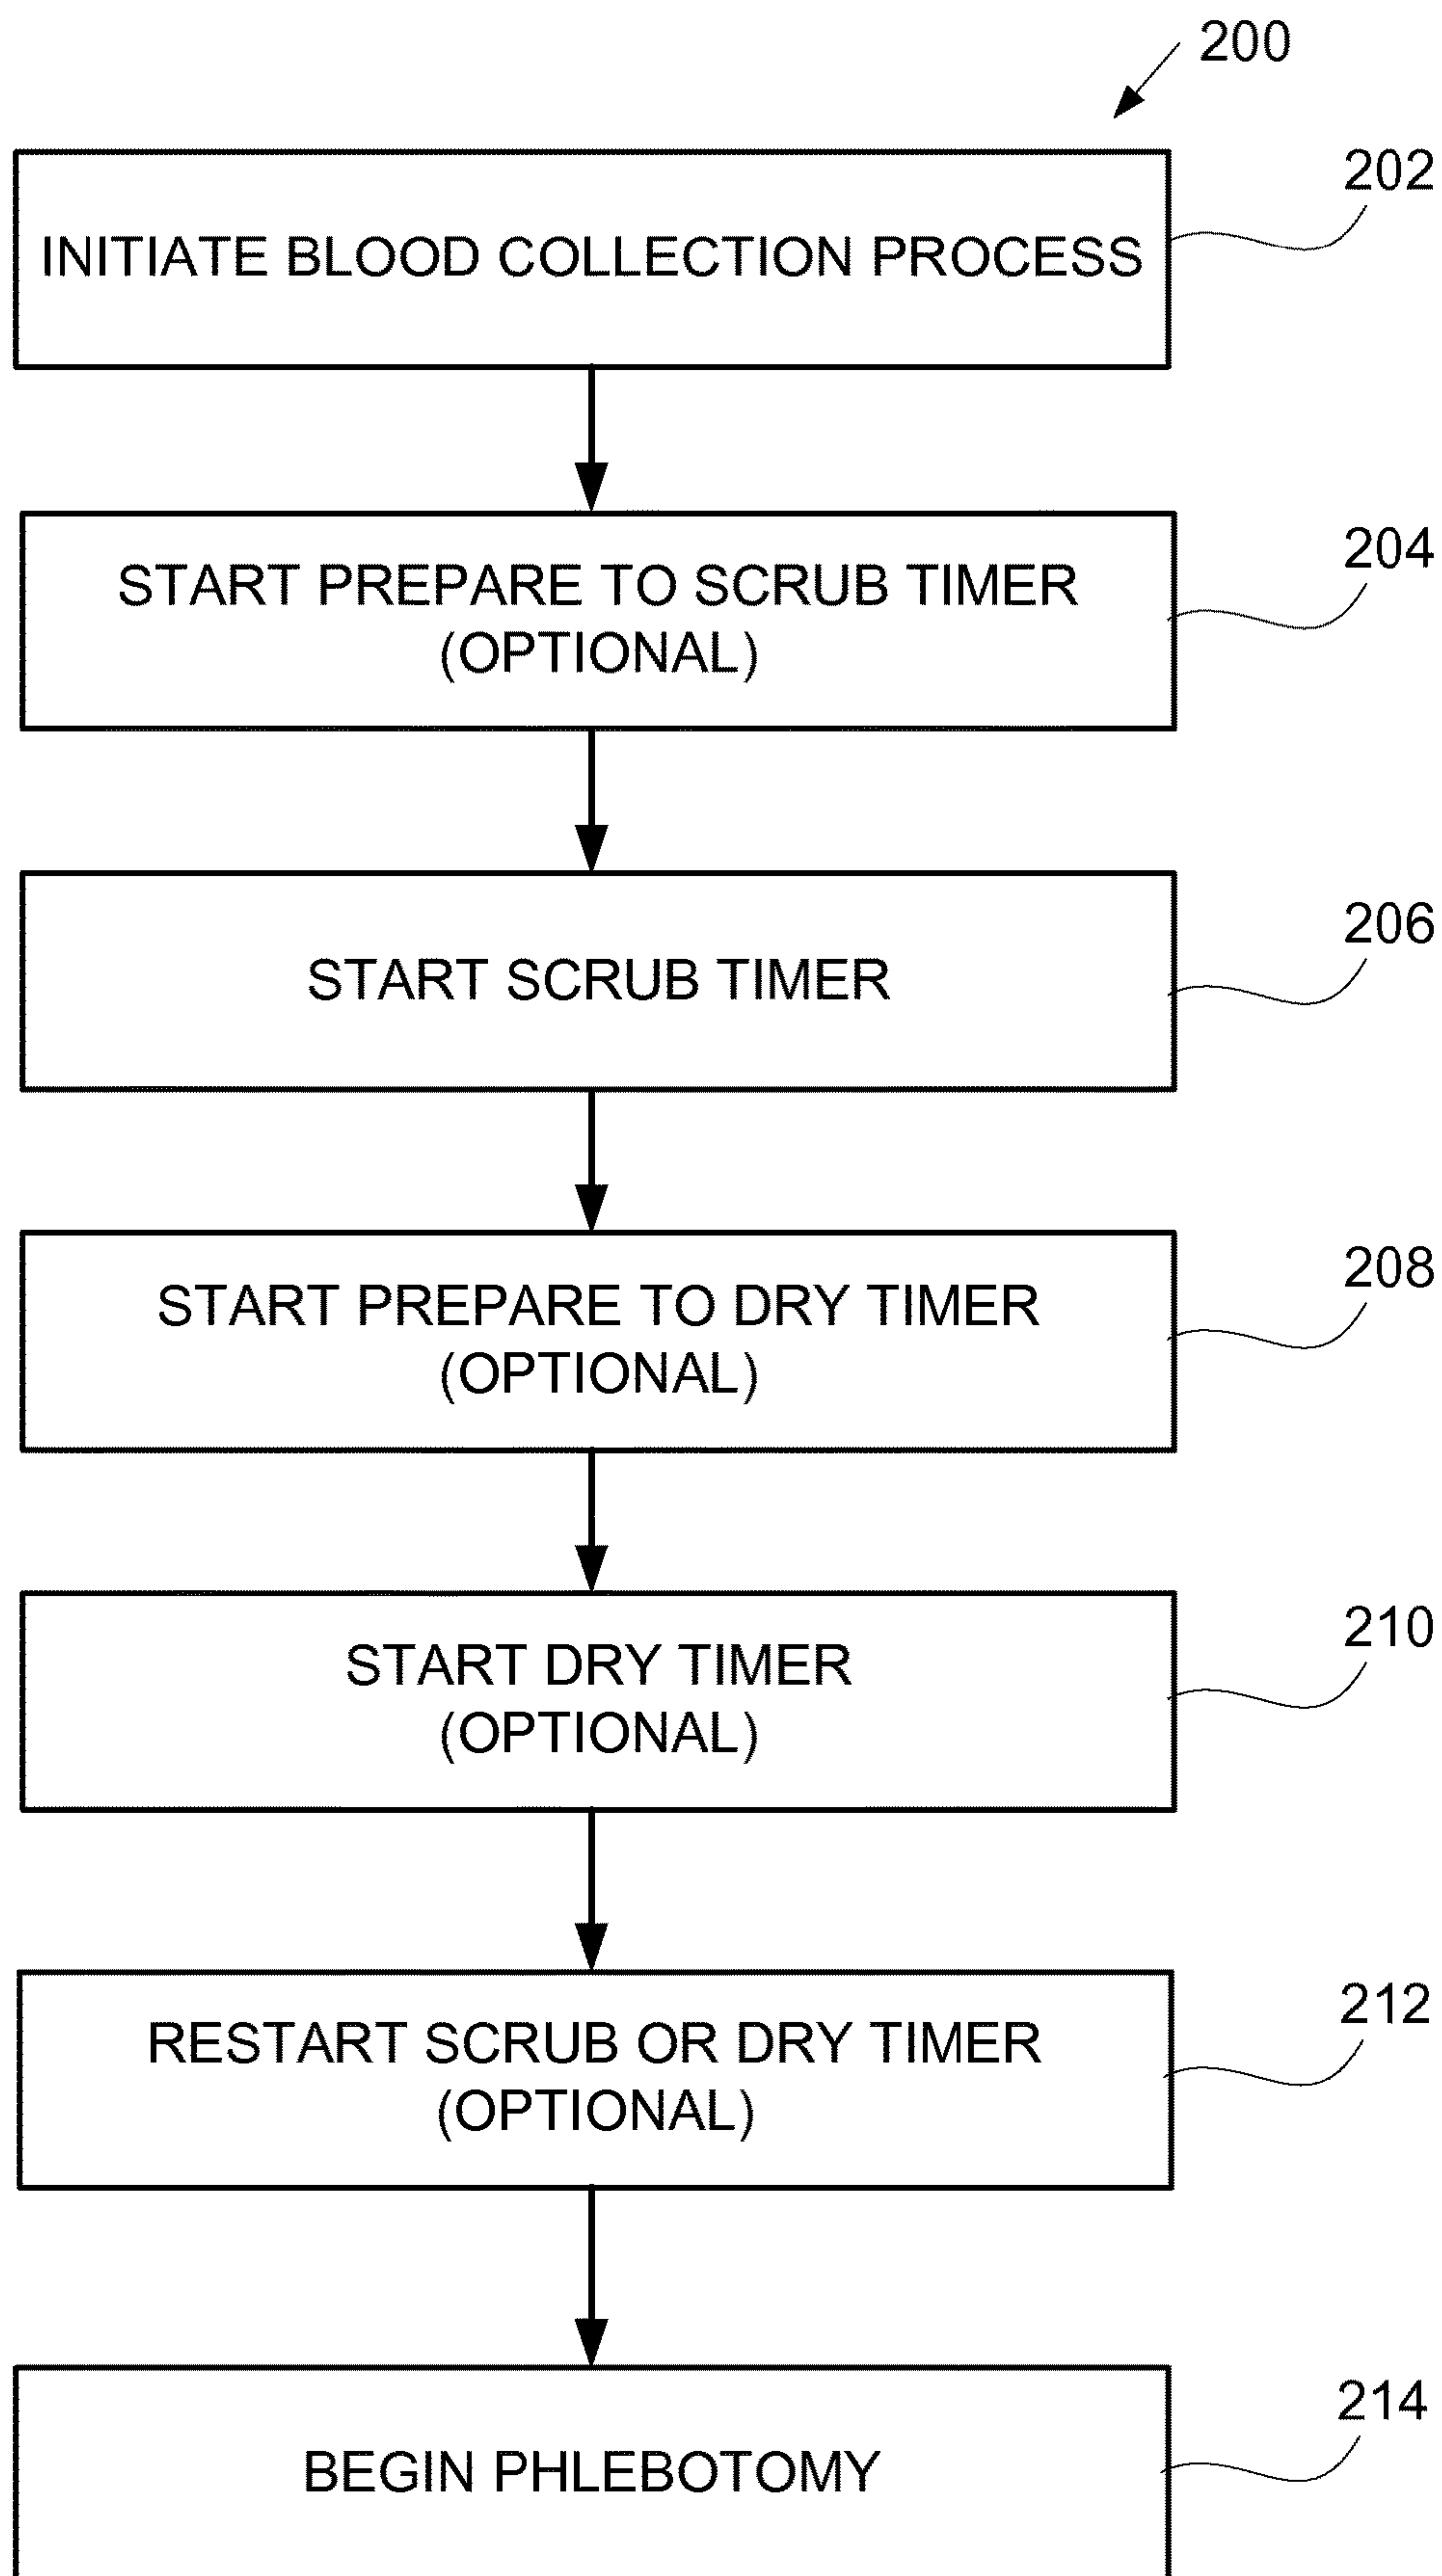 200
202
INITIATE BLOOD COLLECTION PROCESS
204
START PREPARE TO SCRUB TIMER
(OPTIONAL)
206
START SCRUB TIMER
208
START PREPARE TO DRY TIMER
(OPTIONAL)
210
START DRY TIMER
(OPTIONAL)
212
RESTART SCRUB OR DRY TIMER
(OPTIONAL)
214
BEGIN PHLEBOTOMY